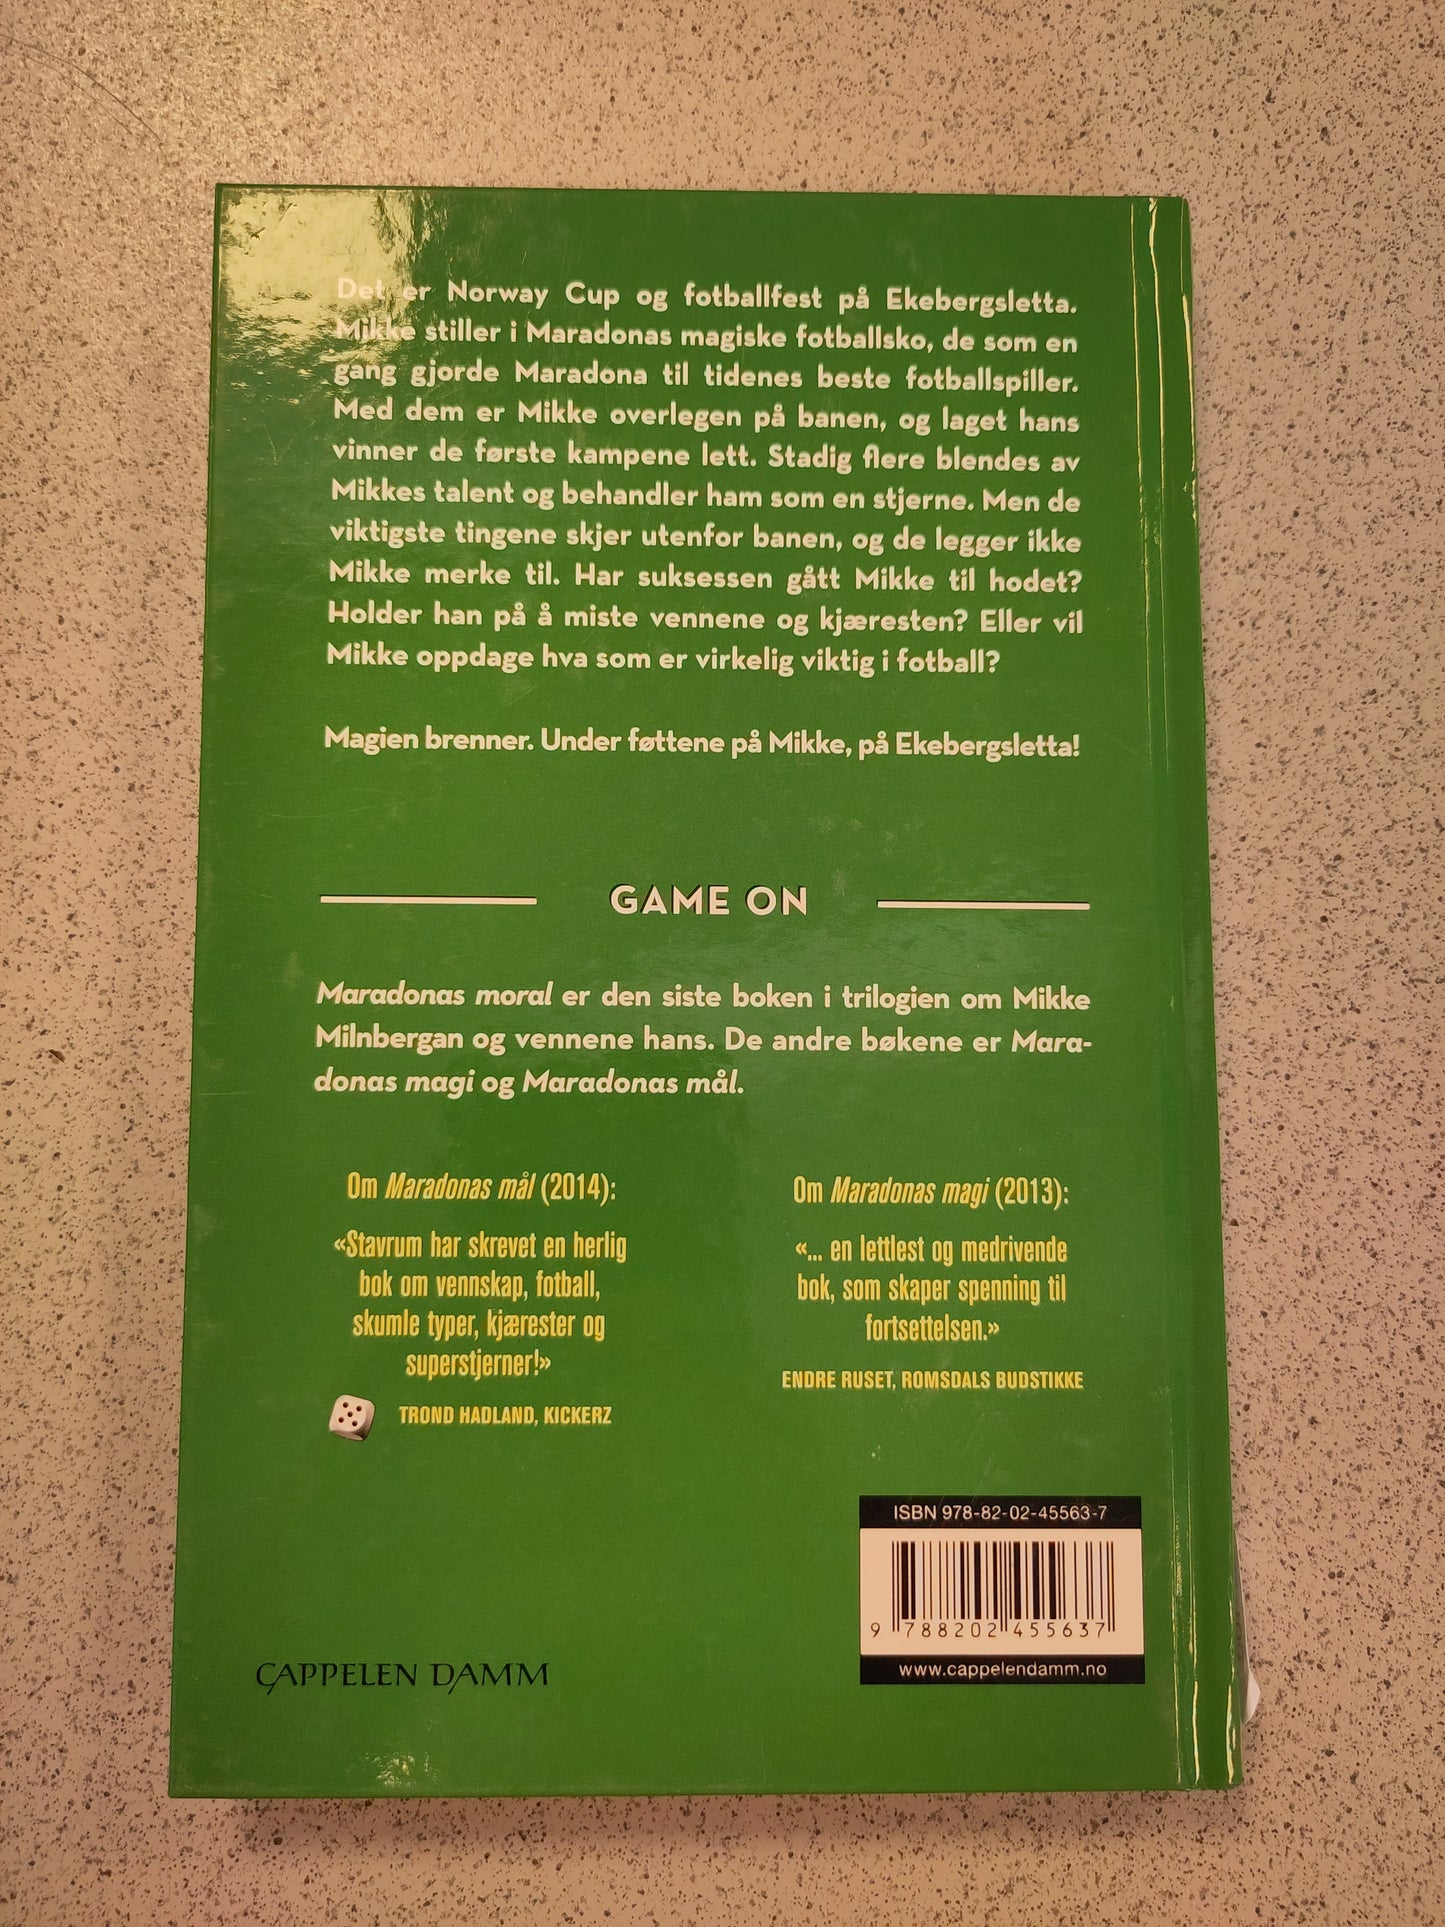 Det er Norway Cup og fotballfest på Ekebergsletta.
Mikke stiller i Maradonas magiske fotballsko, de som en
gang gjorde Maradona til tidenes beste fotballspiller.
Med dem er Mikke overlegen på banen, og laget hans
vinner de første kampene lett. Stadig flere blendes av
Mikkes talent og behandler ham som en stjerne. Men de
viktigste tingene skjer utenfor banen, og de legger ikke
Mikke merke til. Har suksessen gått Mikke til hodet?
Holder han på å miste vennene og kjæresten? Eller vil
Mikke oppdage hva som er virkelig viktig i fotball?
Magien brenner. Under føttene på Mikke, på Ekebergsletta!
GAME ON
Maradonas moral er den siste boken i trilogien om Mikke
Milnbergan og vennene hans. De andre bøkene er Mara-
donas magi og Maradonas mål.
Om Maradonas mål (2014):
«Stavrum har skrevet en herlig
bok om vennskap, fotball,
skumle typer, kjærester og
superstjerner!»
TROND HADLAND, KICKERZ
Om Maradonas magi (2013):
«... en lettlest og medrivende
bok, som skaper spenning til
fortsettelsen.»
ENDRE RUSET, ROMSDALS BUDSTIKKE
ISBN 978-82-02-45563-7
9 788202 455637
www.cappelendamm.no
CAPPELEN DAMM